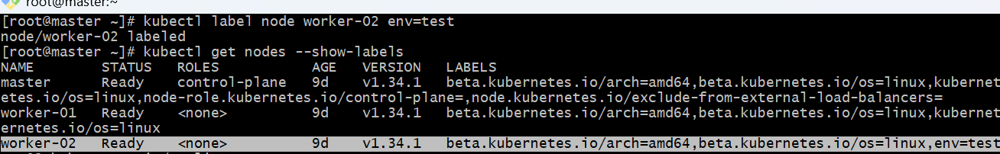 root@master:~
[root@master ~]# kubectl label node worker-02 env=test
node/worker-02 labeled
[root@master ~]# kubectl get nodes --show-labels
NAME STATUS ROLES AGE VERSION LABELS
master Ready control-plane 9d v1.34.1 beta.kubernetes.io/arch=amd64,beta.kubernetes.io/os=linux,kubernet
etes.io/os=linux,node-role.kubernetes.io/control-plane=,node.kubernetes.io/exclude-from-external-load-balancers=
worker-01 Ready <none> 9d v1.34.1 beta.kubernetes.io/arch=amd64,beta.kubernetes.io/os=linux,kubernet
ernetes.io/os=linux
worker-02 Ready <none> 9d v1.34.1 beta.kubernetes.io/arch=amd64,beta.kubernetes.io/os=linux,env=test